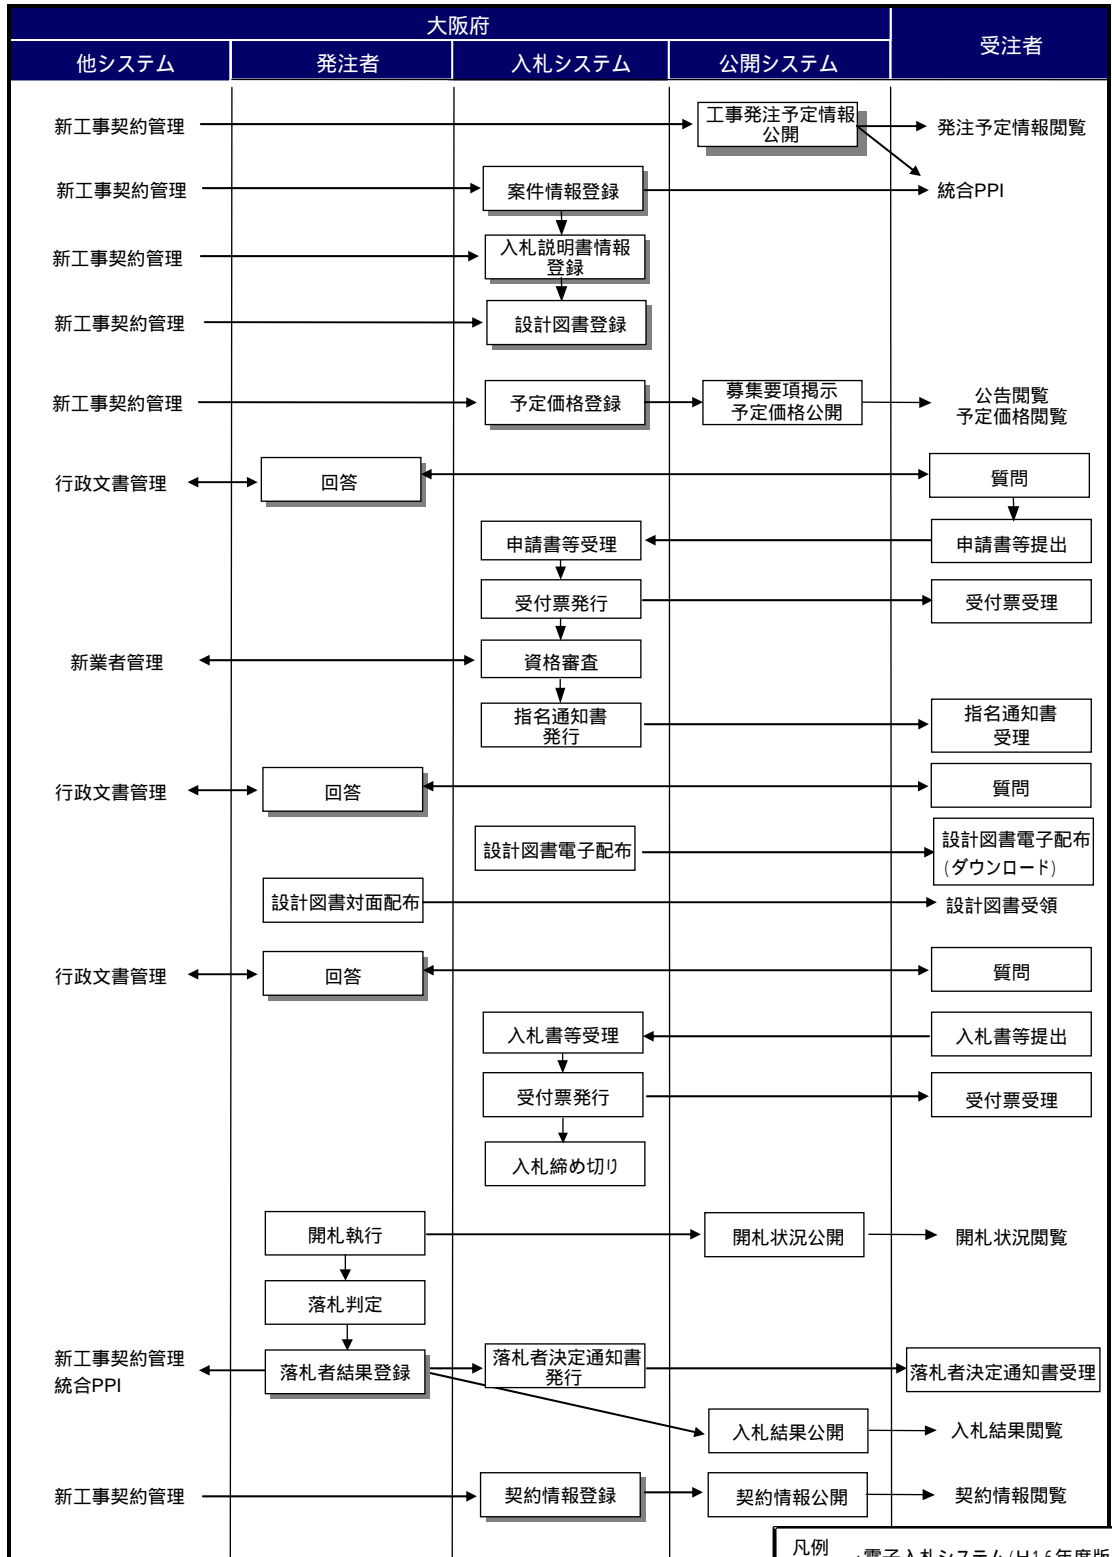 大阪府
受注者
他システム
発注者
入札システム
公開システム
新工事契約管理
工事発注予定情報
公開
発注予定情報閲覧
新工事契約管理
案件情報登録
統合PPI
新工事契約管理
入札説明書情報
登録
新工事契約管理
設計図書登録
新工事契約管理
予定価格登録
募集要項掲示
予定価格公開
公告閲覧
予定価格閲覧
行政文書管理
回答
質問
申請書等受理
申請書等提出
受付票発行
受付票受理
新業者管理
資格審査
指名通知書
発行
指名通知書
受理
行政文書管理
回答
質問
設計図書電子配布
設計図書電子配布
(ダウンロード)
設計図書対面配布
設計図書受領
行政文書管理
回答
質問
入札書等受理
入札書等提出
受付票発行
受付票受理
入札締め切り
開札執行
開札状況公開
開札状況閲覧
落札判定
新工事契約管理
統合PPI
落札者結果登録
落札者決定通知書
発行
落札者決定通知書受理
入札結果公開
入札結果閲覧
新工事契約管理
契約情報登録
契約情報公開
契約情報閲覧
凡例